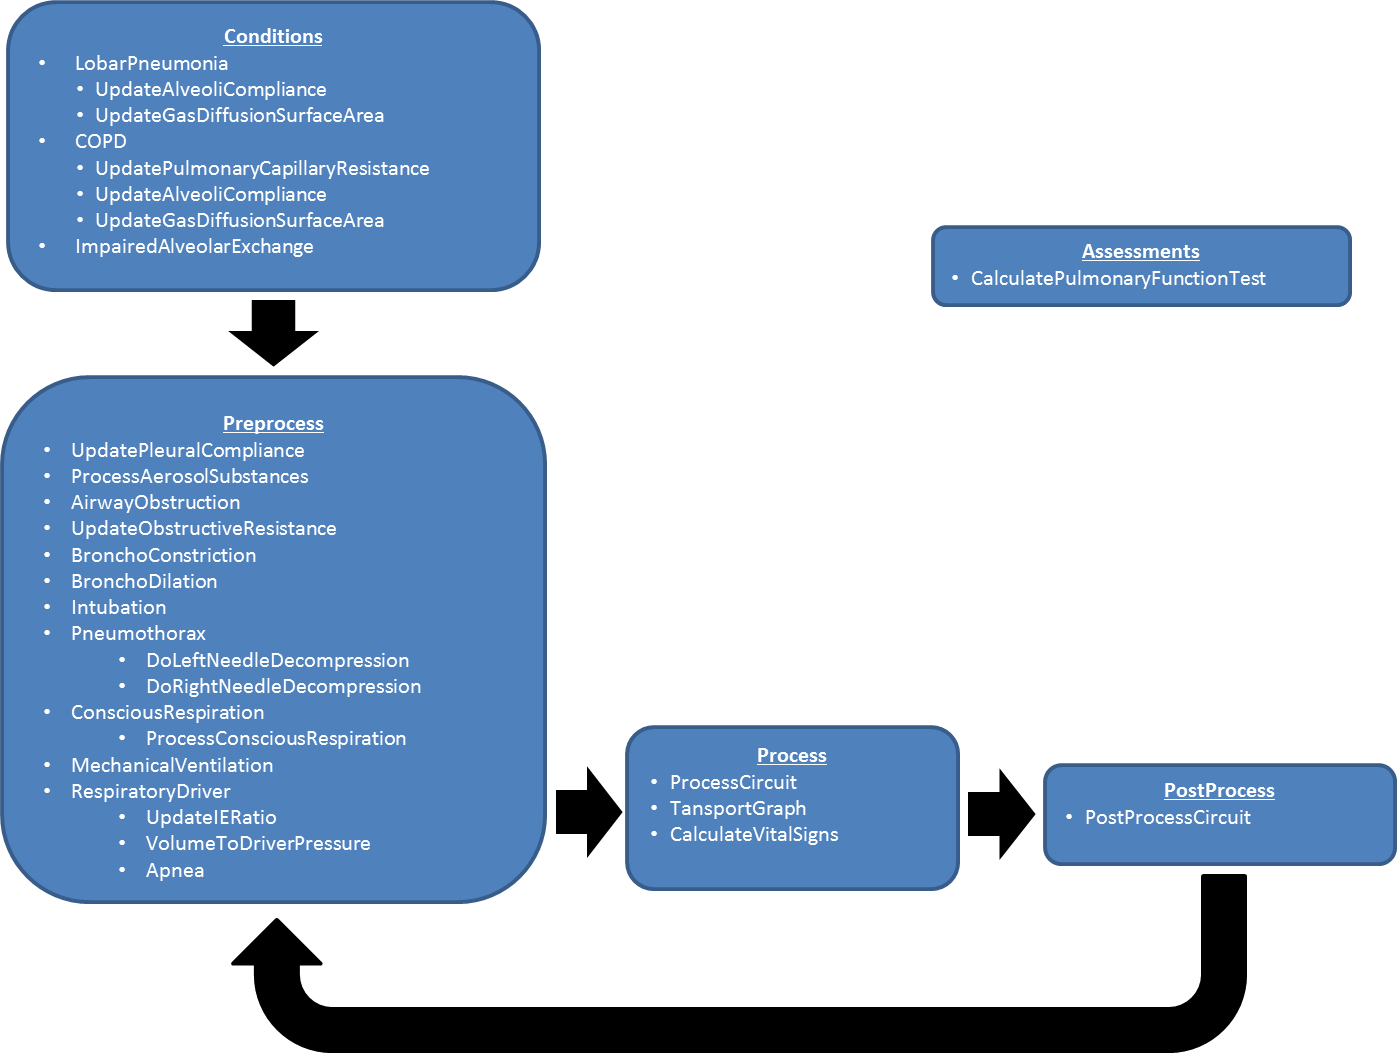 Conditions
• LobarPneumonia
• UpdateAlveoliCompliance
• UpdateGasDiffusionSurfaceArea
• COPD
• UpdatePulmonaryCapillaryResistance
• UpdateAlveoliCompliance
• UpdateGasDiffusionSurfaceArea
• ImpairedAlveolarExchange
Assessments
• CalculatePulmonaryFunctionTest
Preprocess
• UpdatePleuralCompliance
• ProcessAerosolSubstances
• AirwayObstruction
• UpdateObstructiveResistance
• BronchoConstriction
• BronchoDilation
• Intubation
• Pneumothorax
• DoLeftNeedleDecompression
• DoRightNeedleDecompression
• ConsciousRespiration
• ProcessConsciousRespiration
• MechanicalVentilation
• RespiratoryDriver
• UpdateIERatio
• VolumeToDriverPressure
• Apnea
Process
• ProcessCircuit
• TansportGraph
• CalculateVitalSigns
PostProcess
• PostProcessCircuit